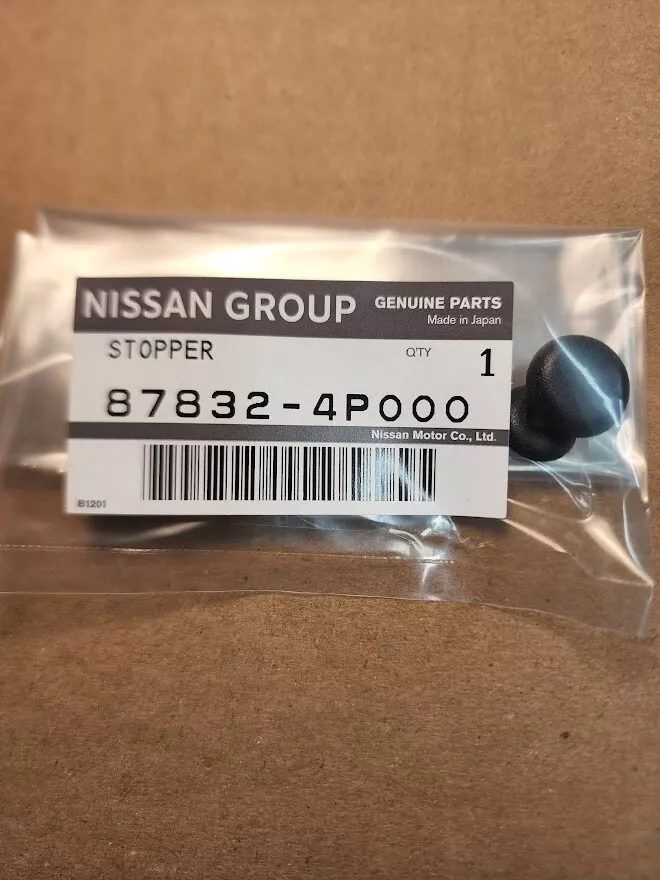 NISSAN GROUP GENUINE PARTS
Made in Japan
STOPPER Q'TY 1
87832-4P000
Nissan Motor Co., Ltd.
B1201